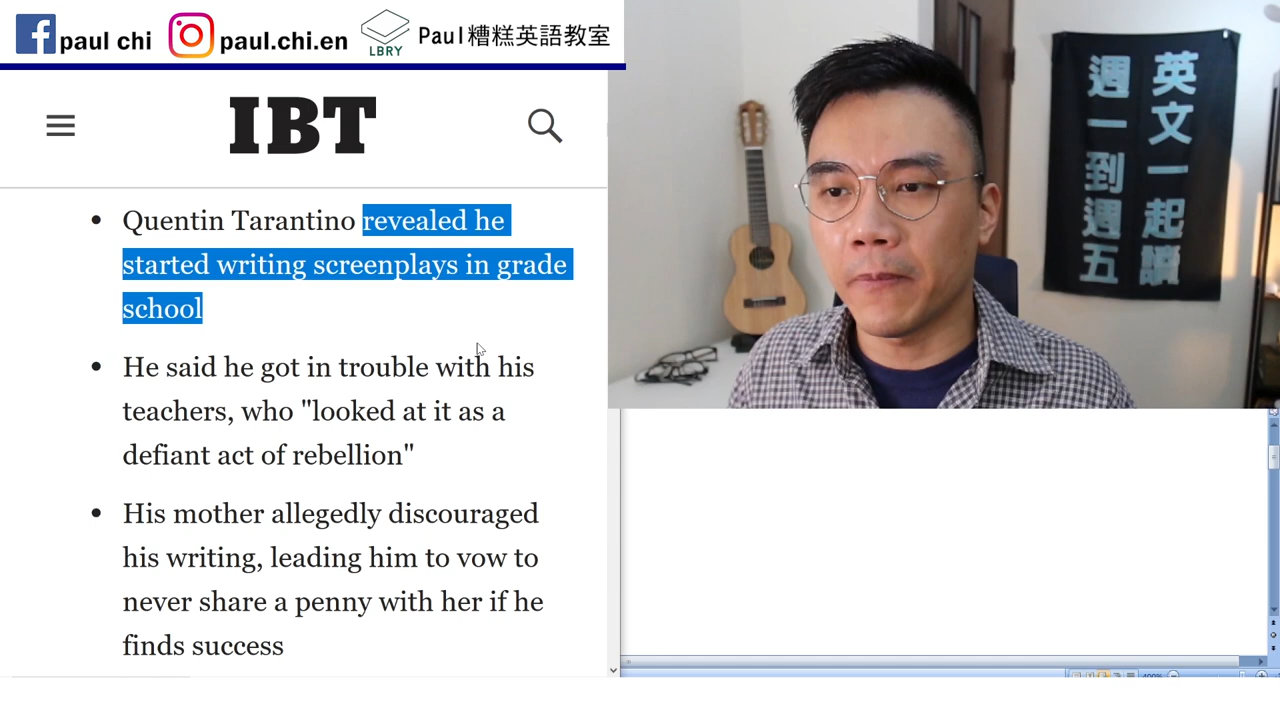 paul chi
paul.chi.en
LBRY
Paul糟糕英語教室
IBT
• Quentin Tarantino revealed he
started writing screenplays in grade
school
• He said he got in trouble with his
teachers, who "looked at it as a
defiant act of rebellion"
• His mother allegedly discouraged
his writing, leading him to vow to
never share a penny with her if he
finds success
英文一起讀
週一到週五
400%